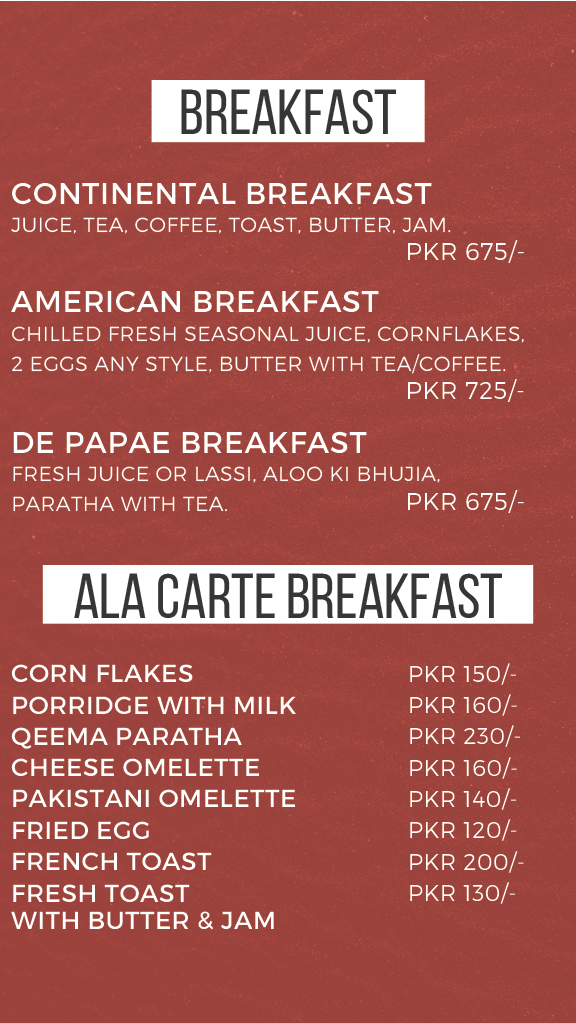 BREAKFAST
CONTINENTAL BREAKFAST
JUICE, TEA, COFFEE, TOAST, BUTTER, JAM.
PKR 675/-
AMERICAN BREAKFAST
CHILLED FRESH SEASONAL JUICE, CORNFLAKES,
2 EGGS ANY STYLE, BUTTER WITH TEA/COFFEE.
PKR 725/-
DE PAPAE BREAKFAST
FRESH JUICE OR LASSI, ALOO KI BHUJIA,
PARATHA WITH TEA. PKR 675/-
ALA CARTE BREAKFAST
CORN FLAKES PKR 150/-
PORRIDGE WITH MILK PKR 160/-
QEEMA PARATHA PKR 230/-
CHEESE OMELETTE PKR 160/-
PAKISTANI OMELETTE PKR 140/-
FRIED EGG PKR 120/-
FRENCH TOAST PKR 200/-
FRESH TOAST PKR 130/-
WITH BUTTER & JAM